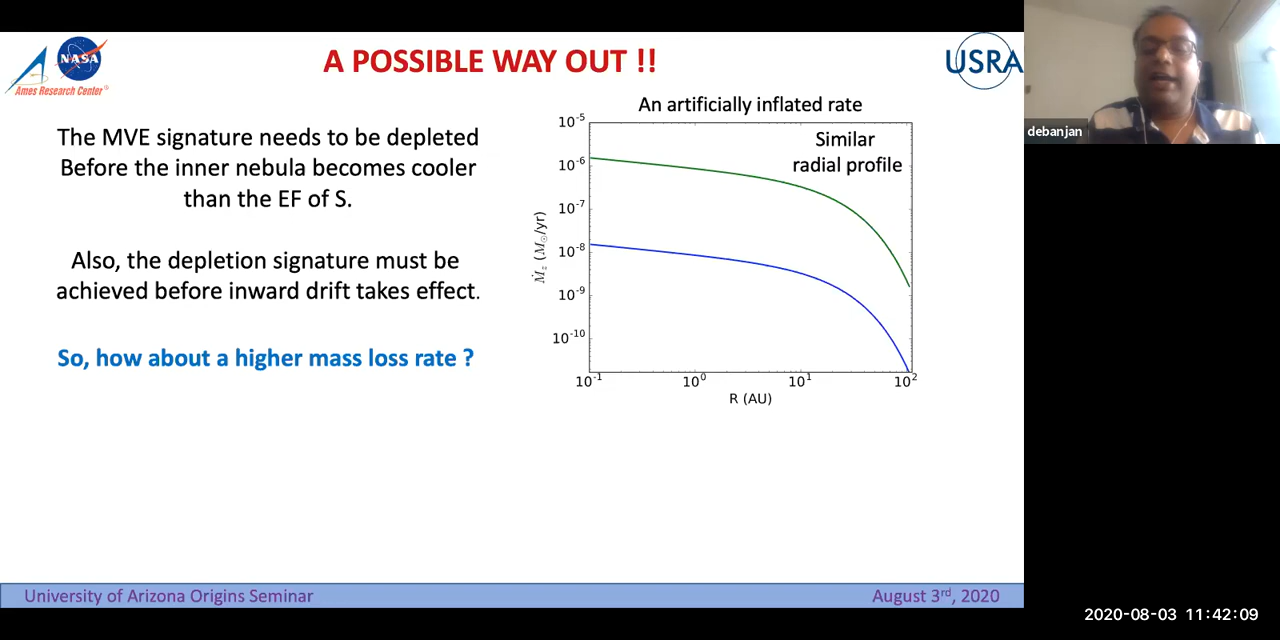 A POSSIBLE WAY OUT !!
NASA
Ames Research Center
USRA
debanjan
The MVE signature needs to be depleted
Before the inner nebula becomes cooler
than the EF of S.
Also, the depletion signature must be
achieved before inward drift takes effect.
So, how about a higher mass loss rate ?
An artificially inflated rate
Similar
radial profile
10⁻⁵
10⁻⁶
10⁻⁷
10⁻⁸
10⁻⁹
10⁻¹⁰
Ṁz (M☉/yr)
10⁻¹ 10⁰ 10¹ 10²
R (AU)
University of Arizona Origins Seminar
August 3rd, 2020
2020-08-03 11:42:09